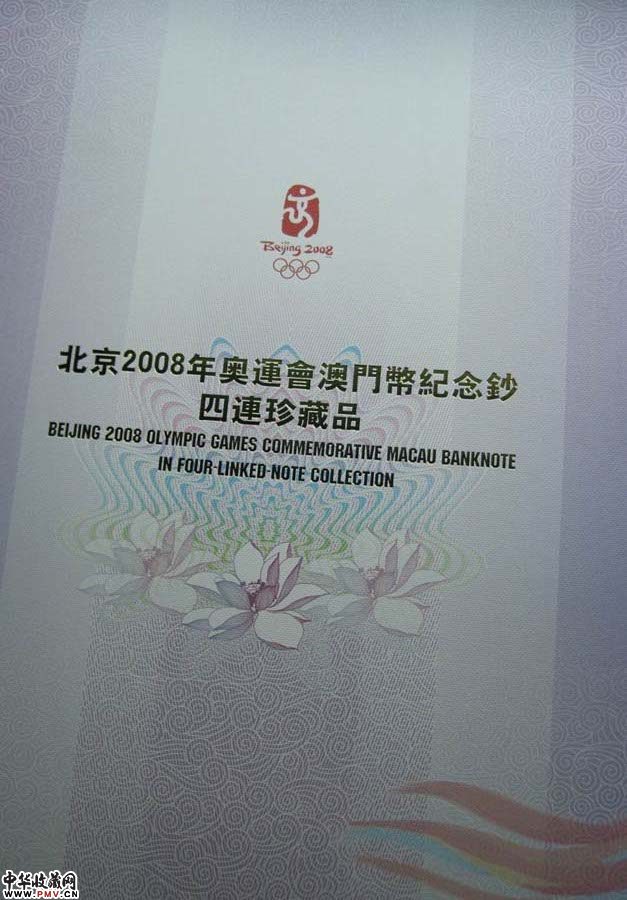 Beijing 2008
北京2008年奧運會澳門幣紀念鈔
四連珍藏品
BEIJING 2008 OLYMPIC GAMES COMMEMORATIVE MACAU BANKNOTE
IN FOUR-LINKED-NOTE COLLECTION
中华收藏网
WWW.PMV.CN